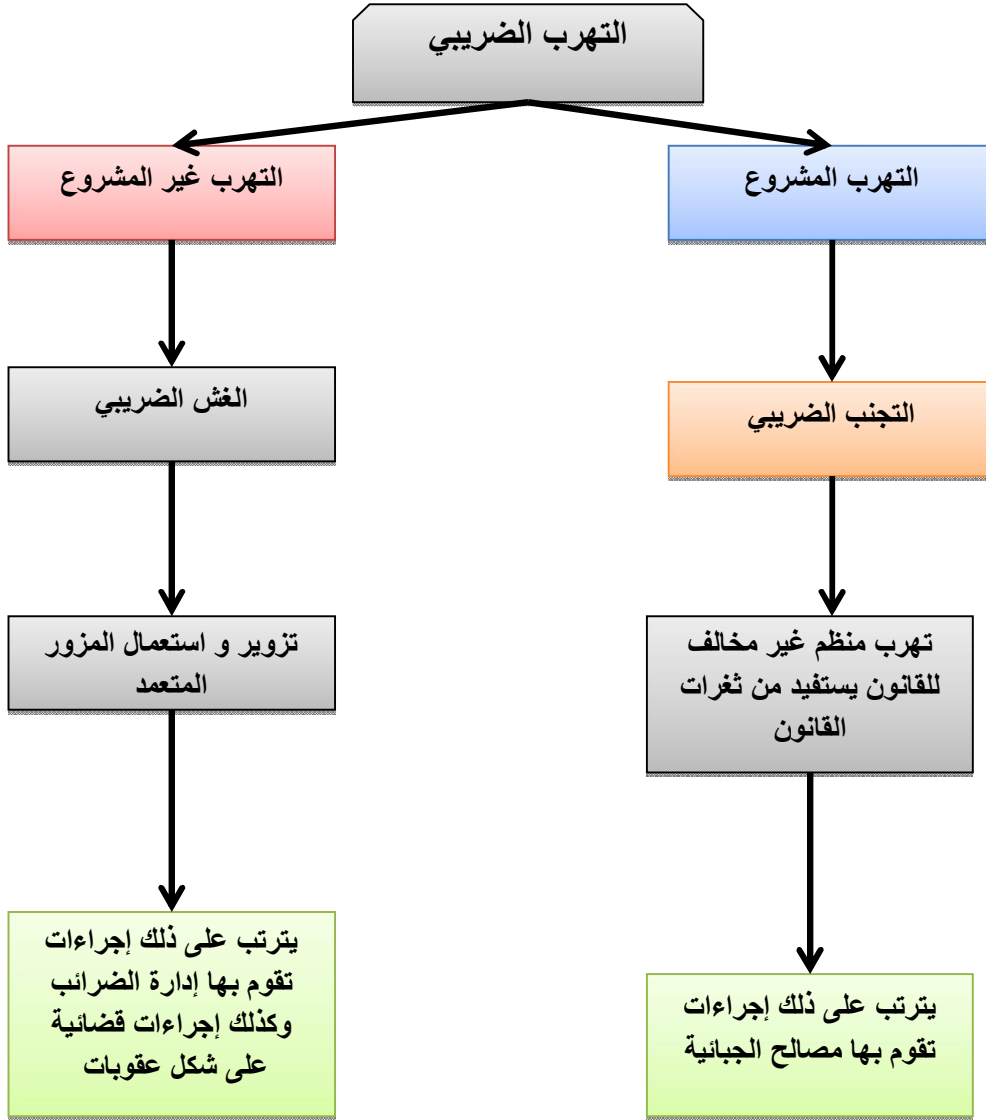 التهرب الضريبي
التهرب المشروع
التهرب غير المشروع
الغش الضريبي
التجنب الضريبي
تهرب منظم غير مخالف
للقانون يستفيد من ثغرات
القانون
تزوير و استعمال المزور
المتعمد
يترتب على ذلك إجراءات
تقوم بها إدارة الضرائب
وكذلك إجراءات قضائية
على شكل عقوبات
يترتب على ذلك إجراءات
تقوم بها مصالح الجبائية